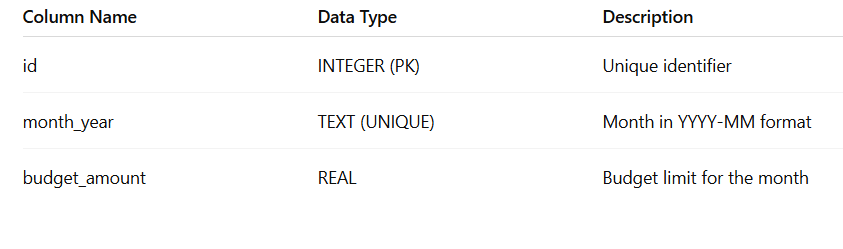 Column Name Data Type Description
id INTEGER (PK) Unique identifier
month_year TEXT (UNIQUE) Month in YYYY-MM format
budget_amount REAL Budget limit for the month